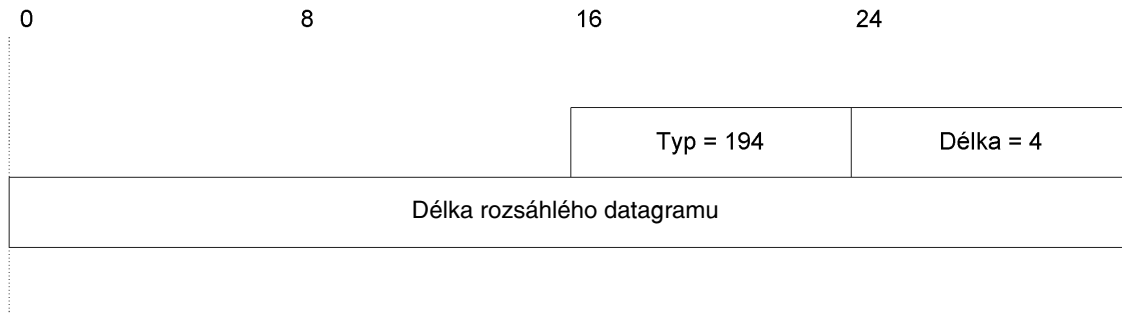 0 8 16 24
Typ = 194 Délka = 4
Délka rozsáhlého datagramu